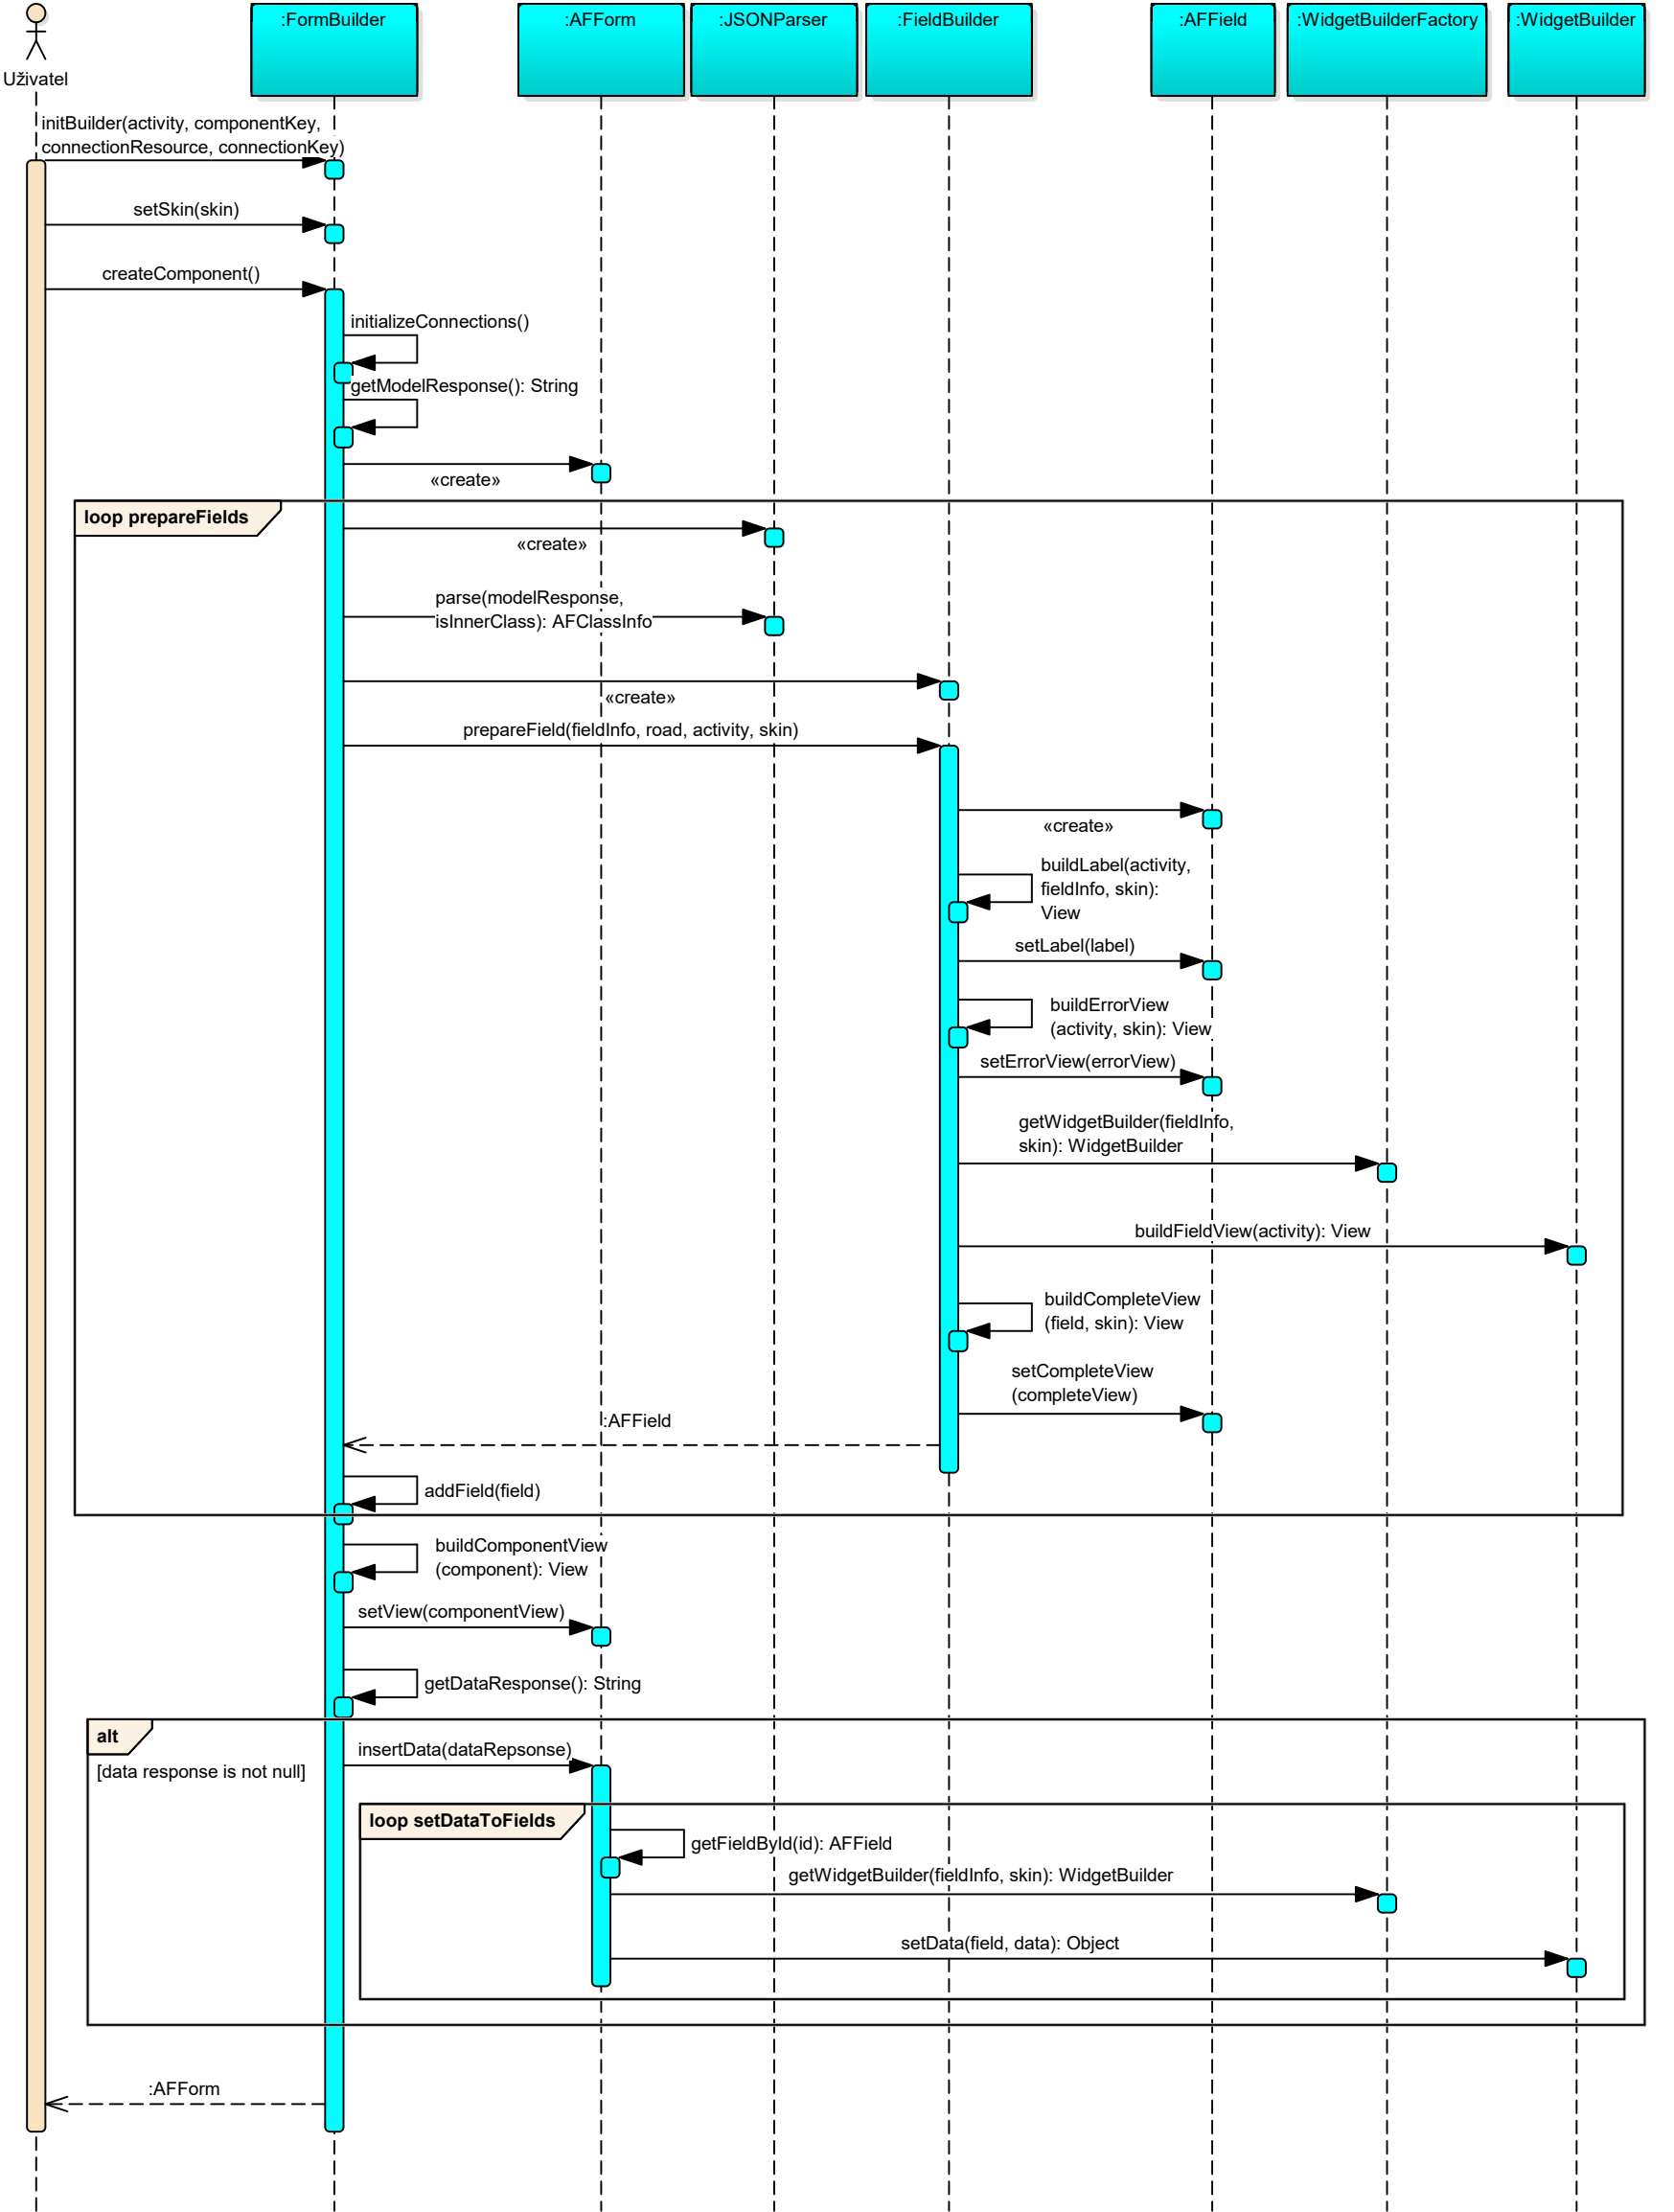 :FormBuilder
:AFForm
:JSONParser
:FieldBuilder
:AFField
:WidgetBuilderFactory
:WidgetBuilder
Uživatel
initBuilder(activity, componentKey,
connectionResource, connectionKey)
setSkin(skin)
createComponent()
initializeConnections()
getModelResponse(): String
«create»
loop prepareFields
«create»
parse(modelResponse,
isInnerClass): AFClassInfo
«create»
prepareField(fieldInfo, road, activity, skin)
«create»
buildLabel(activity,
fieldInfo, skin):
View
setLabel(label)
buildErrorView
(activity, skin): View
setErrorView(errorView)
getWidgetBuilder(fieldInfo,
skin): WidgetBuilder
buildFieldView(activity): View
buildCompleteView
(field, skin): View
setCompleteView
(completeView)
:AFField
addField(field)
buildComponentView
(component): View
setView(componentView)
getDataResponse(): String
alt
insertData(dataRepsonse)
[data response is not null]
loop setDataToFields
getFieldById(id): AFField
getWidgetBuilder(fieldInfo, skin): WidgetBuilder
setData(field, data): Object
:AFForm